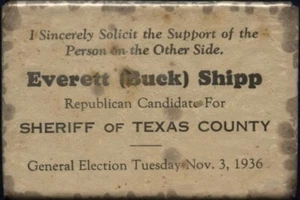 I Sincerely Solicit the Support of the
Person on the Other Side.
Everett (Buck) Shipp
Republican Candidate For
SHERIFF OF TEXAS COUNTY
General Election Tuesday Nov. 3, 1936